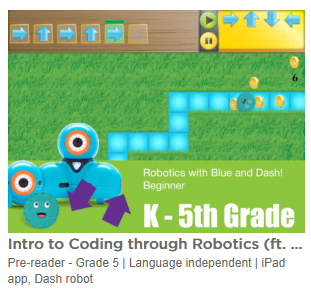 6
Robotics with Blue and Dash!
Beginner
K - 5th Grade
Intro to Coding through Robotics (ft. ...
Pre-reader - Grade 5 | Language independent | iPad
app, Dash robot